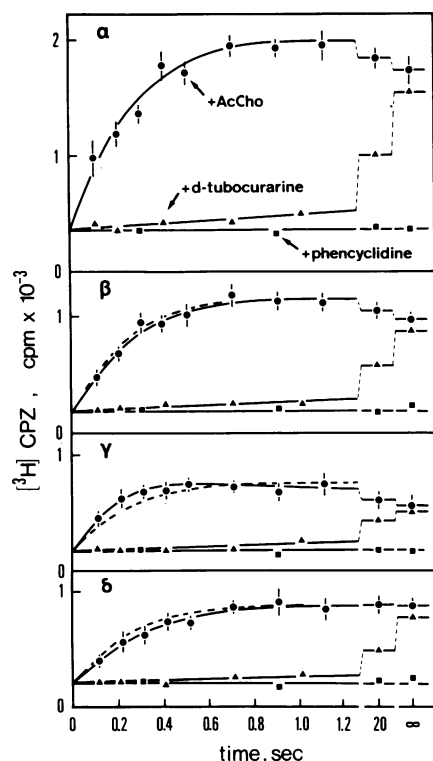 α
2
+AcCho
1
+d-tubocurarine
+phencyclidine
0
β
1
0
[³H] CPZ , cpm x 10⁻³
γ
1
0
δ
1
0
0 0.2 0.4 0.6 0.8 1.0 1.2 20 ∞
time, sec